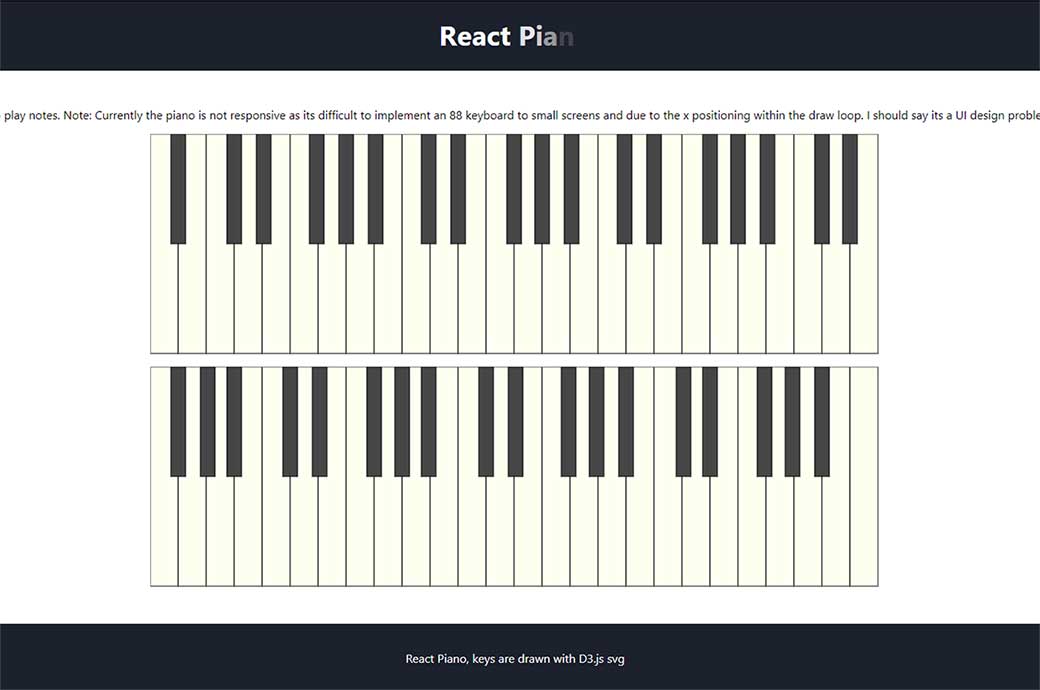 React Pian
play notes. Note: Currently the piano is not responsive as its difficult to implement an 88 keyboard to small screens and due to the x positioning within the draw loop. I should say its a UI design proble
React Piano, keys are drawn with D3.js svg